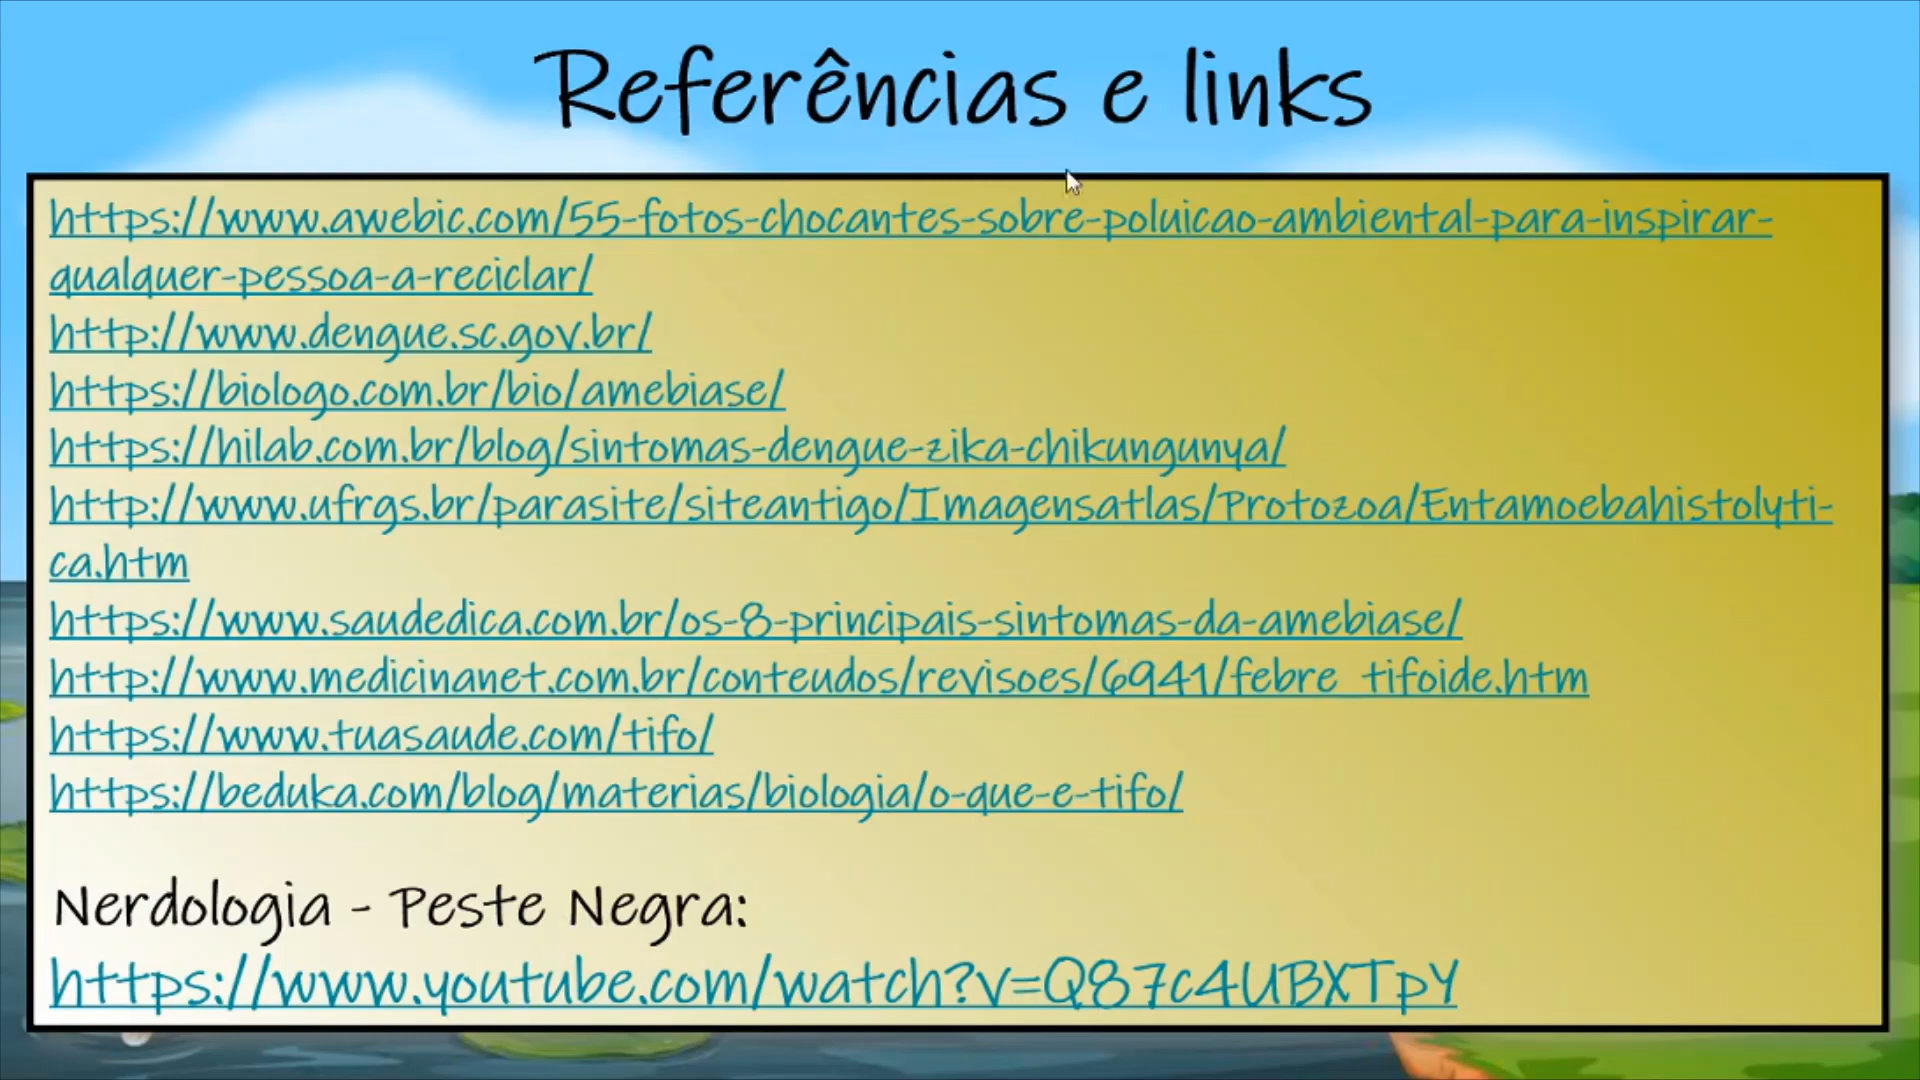 Referências e links
https://www.awebic.com/55-fotos-chocantes-sobre-poluicao-ambiental-para-inspirar-
qualquer-pessoa-a-reciclar/
http://www.dengue.sc.gov.br/
https://biologo.com.br/bio/amebiase/
https://hilab.com.br/blog/sintomas-dengue-zika-chikungunya/
http://www.ufrgs.br/parasite/siteantigo/Imagensatlas/Protozoa/Entamoebahistolyti-
ca.htm
https://www.saudedica.com.br/os-8-principais-sintomas-da-amebiase/
http://www.medicinanet.com.br/conteudos/revisoes/6941/febre_tifoide.htm
https://www.tuasaude.com/tifo/
https://beduka.com/blog/materias/biologia/o-que-e-tifo/
Nerdologia - Peste Negra:
https://www.youtube.com/watch?v=Q87c4UBXTpY